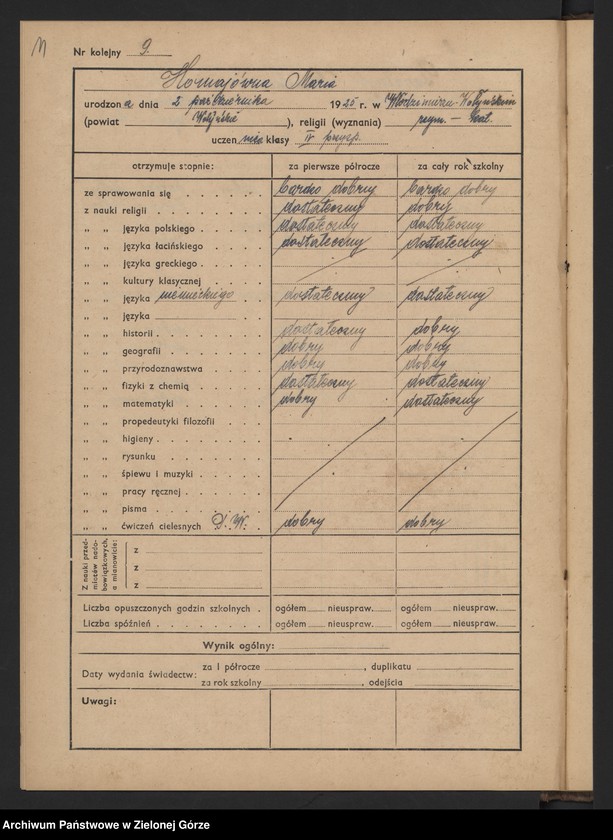 M
Nr kolejny 9.
Homajówna Maria
urodzona dnia 2 października 1925 r. w Włodzimierzu-Wołyńskim
(powiat Wołyński), religii (wyznania) rzym. - kat.
uczennica klasy IV przysp.
otrzymuje stopnie: za pierwsze półrocze za cały rok szkolny
ze sprawowania się . . . . . bardzo dobry bardzo dobry
z nauki religii . . . . . . . dostateczny dobry
„ „ języka polskiego . . . . dostateczny dostateczny
„ „ języka łacińskiego . . . . dostateczny dostateczny
„ „ języka greckiego . . . . .
„ „ kultury klasycznej . . . .
„ „ języka niemieckiego dostateczny dostateczny
„ „ języka
„ „ historii . . . . . . . dostateczny dobry
„ „ geografii . . . . . . dobry dobry
„ „ przyrodoznawstwa . . . . dobry dobry
„ „ fizyki z chemią . . . . . dostateczny dostateczny
„ „ matematyki . . . . . . dobry dostateczny
„ „ propedeutyki filozofii . . .
„ „ higieny . . . . . . .
„ „ rysunku . . . . . . .
„ „ śpiewu i muzyki . . . . .
„ „ pracy ręcznej . . . . . .
„ „ pisma . . . . . . . .
„ „ ćwiczeń cielesnych P. W. . dobry dobry
Z nauki przedmiotów nadobowiązkowych, a mianowicie:
z
z
z
Liczba opuszczonych godzin szkolnych . ogółem nieuspraw. ogółem nieuspraw.
Liczba spóźnień . . . . . . . ogółem nieuspraw. ogółem nieuspraw.
Wynik ogólny:
Daty wydania świadectw: za I półrocze , duplikatu
za rok szkolny , odejścia
Uwagi:
Archiwum Państwowe w Zielonej Górze